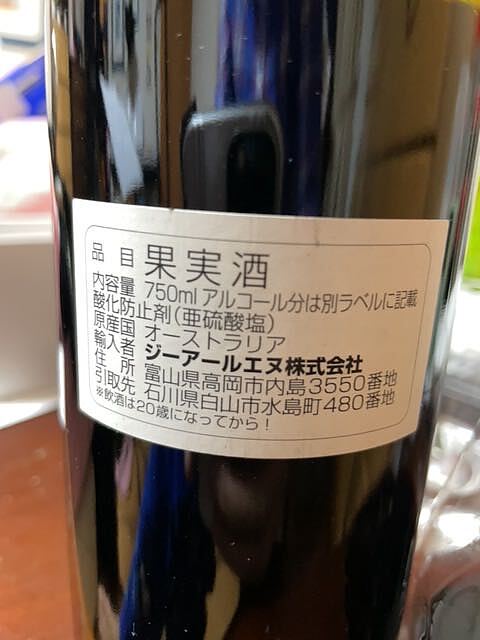 品目 果実酒
内容量 750ml アルコール分は別ラベルに記載
酸化防止剤(亜硫酸塩)
原産国 オーストラリア
輸入者 ジーアールエヌ株式会社
住所 富山県高岡市内島3550番地
引取先 石川県白山市水島町480番地
※飲酒は20歳になってから!